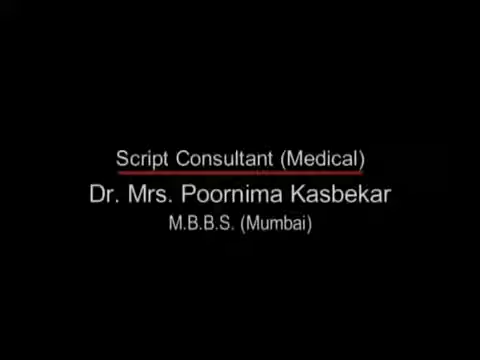 Script Consultant (Medical)
Dr. Mrs. Poornima Kasbekar
M.B.B.S. (Mumbai)